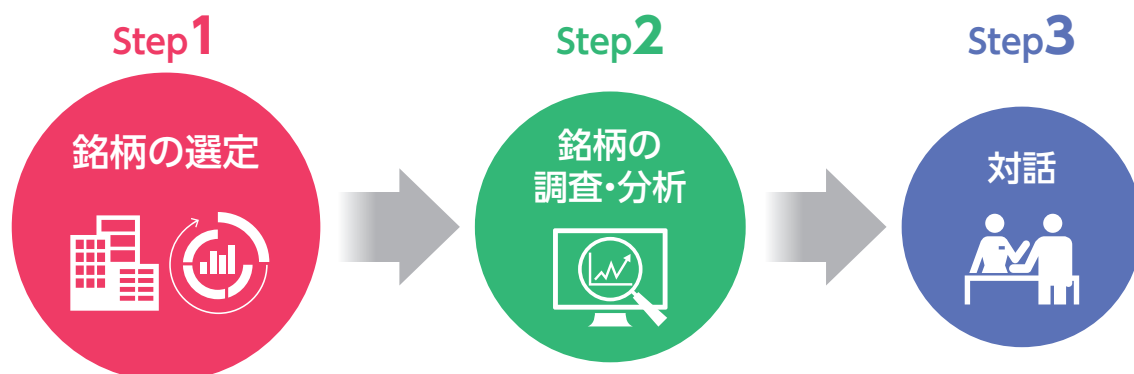 Step1
銘柄の選定
Step2
銘柄の
調査・分析
Step3
対話